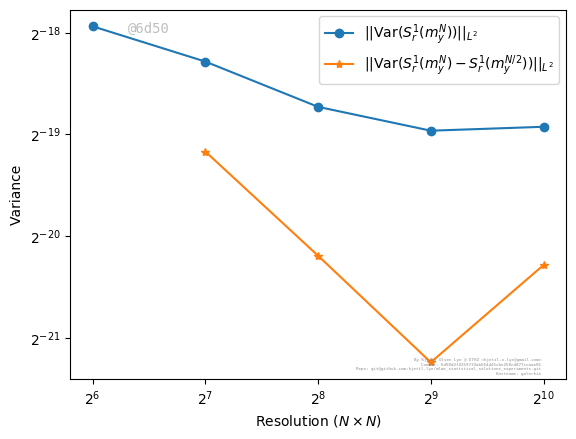 @6d50
||Var(S_r^1(m_y^N))||_{L^2}
||Var(S_r^1(m_y^N) − S_r^1(m_y^{N/2}))||_{L^2}
2^{−18}
2^{−19}
2^{−20}
2^{−21}
Variance
2^6 2^7 2^8 2^9 2^{10}
Resolution (N × N)